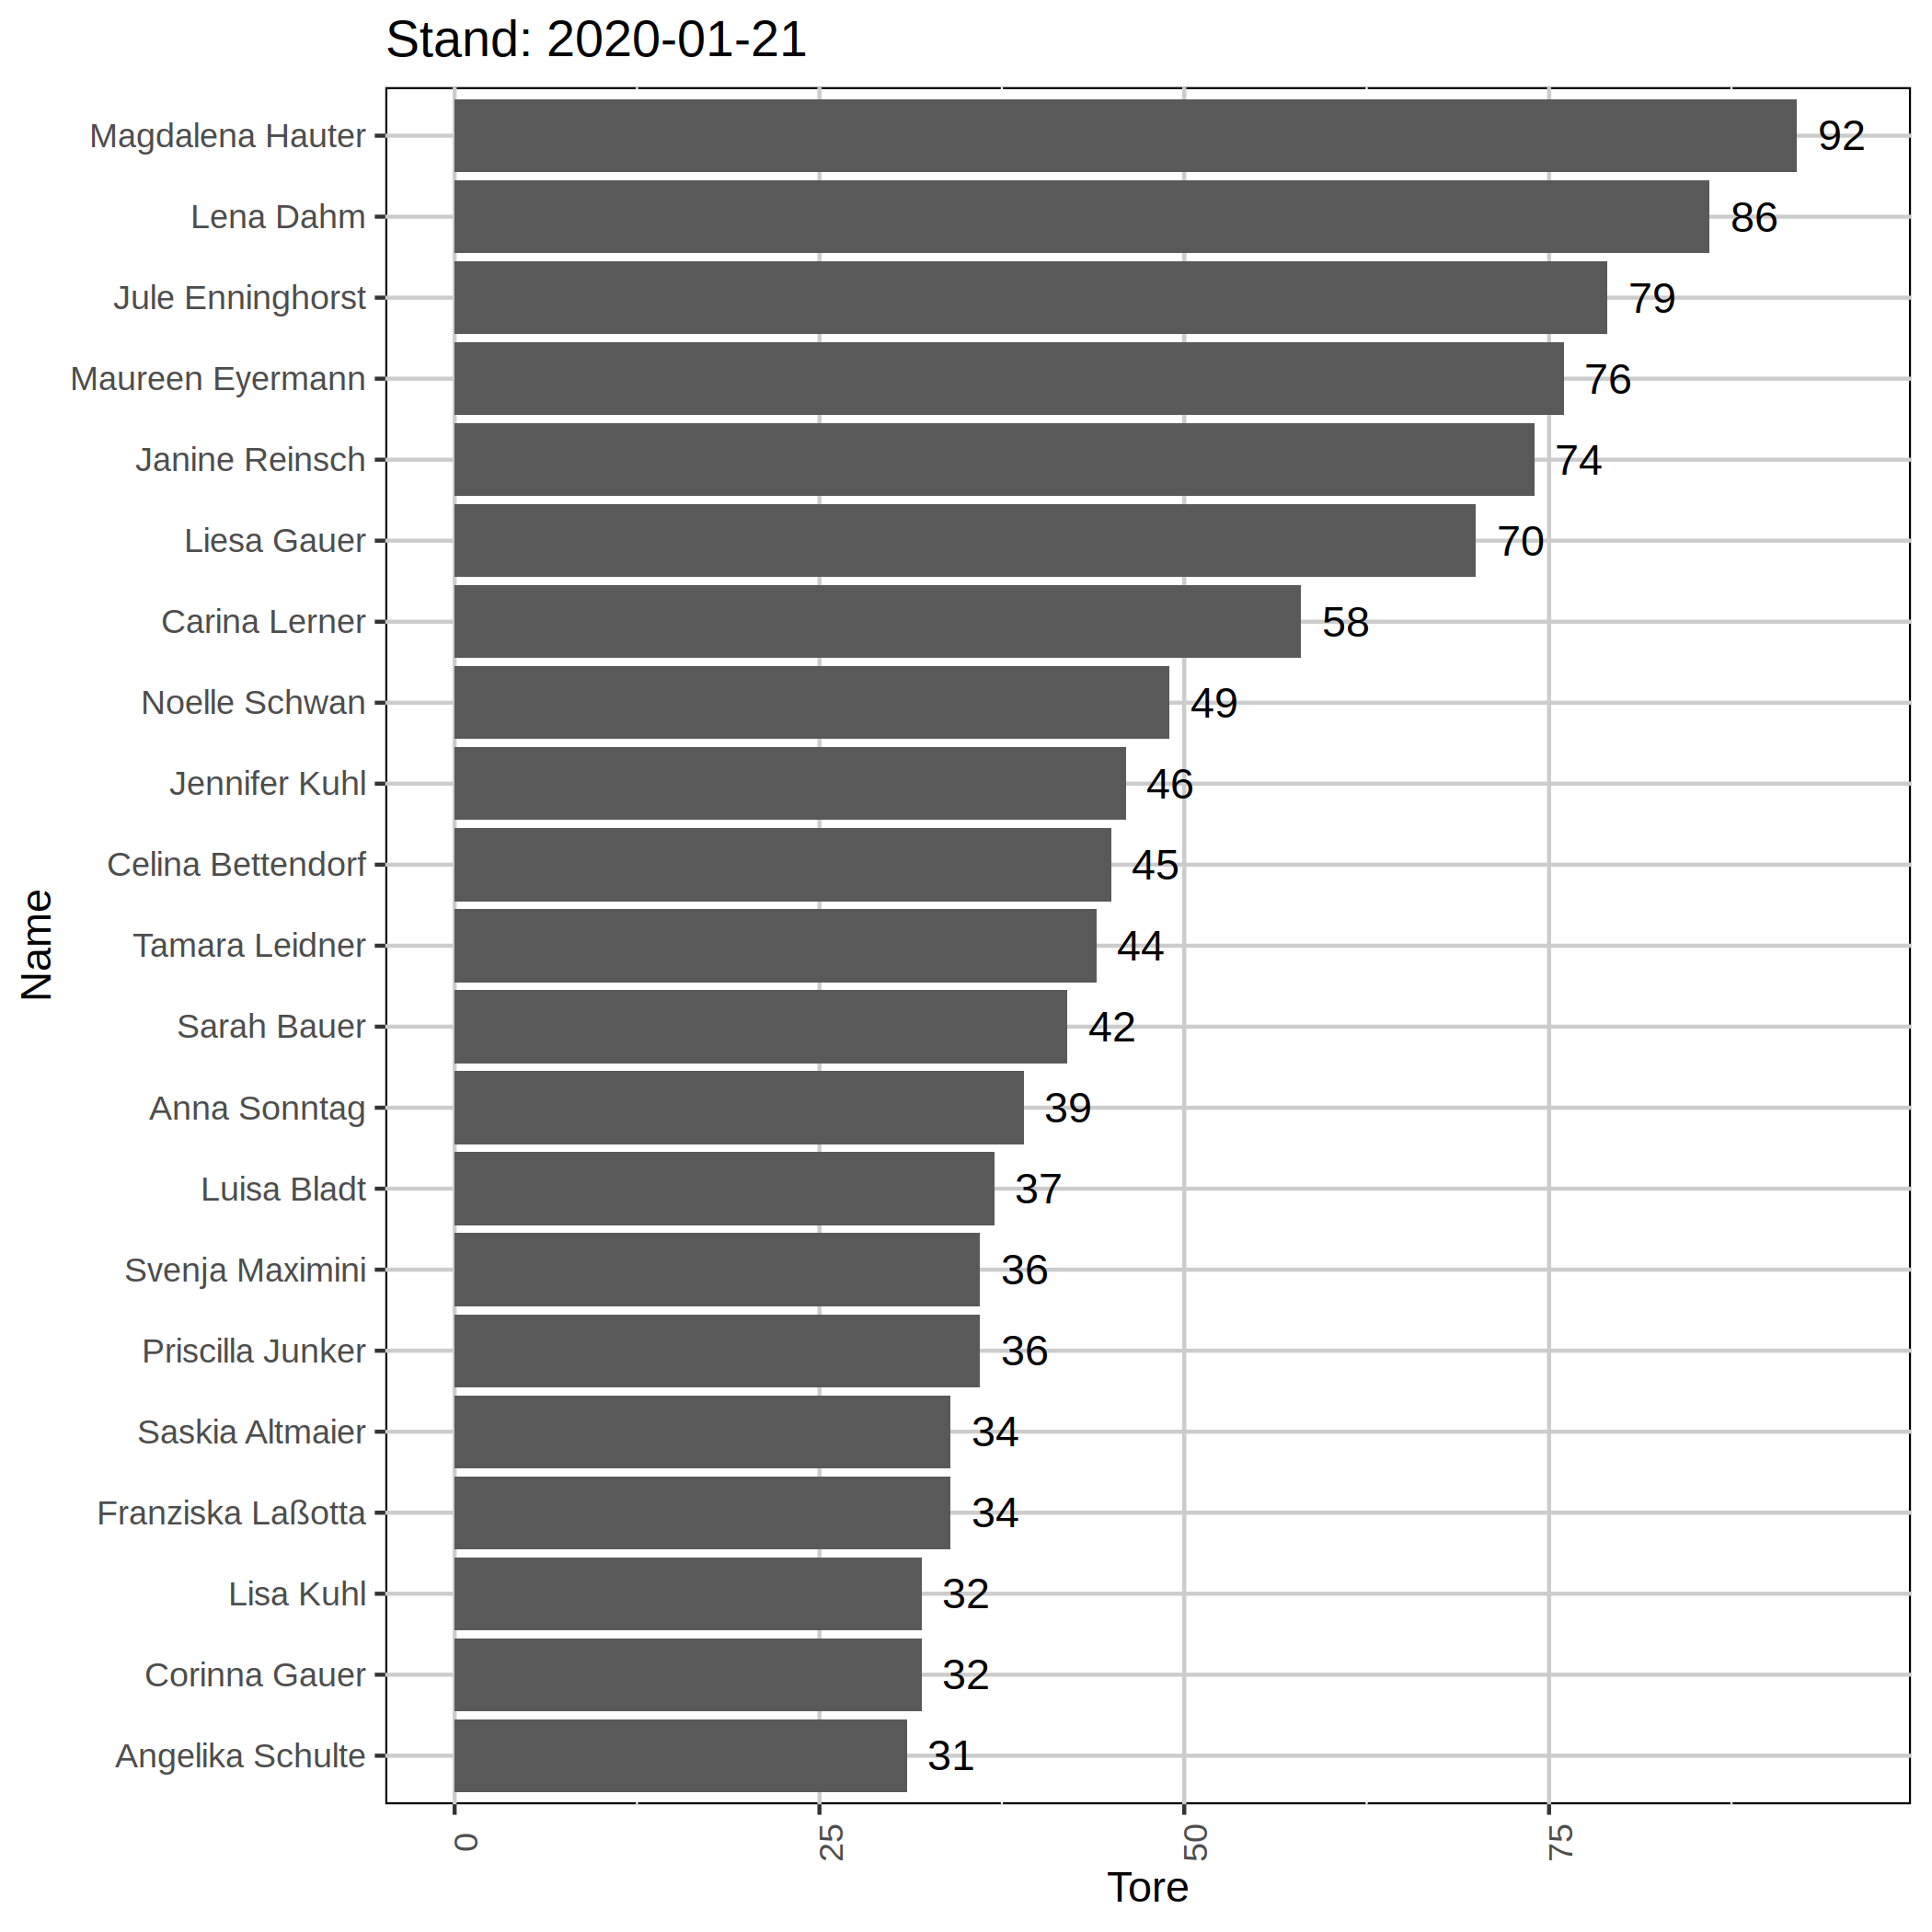 Stand: 2020-01-21
Magdalena Hauter 92
Lena Dahm 86
Jule Enninghorst 79
Maureen Eyermann 76
Janine Reinsch 74
Liesa Gauer 70
Carina Lerner 58
Noelle Schwan 49
Jennifer Kuhl 46
Celina Bettendorf 45
Tamara Leidner 44
Sarah Bauer 42
Anna Sonntag 39
Luisa Bladt 37
Svenja Maximini 36
Priscilla Junker 36
Saskia Altmaier 34
Franziska Laßotta 34
Lisa Kuhl 32
Corinna Gauer 32
Angelika Schulte 31
Name
0 25 50 75
Tore